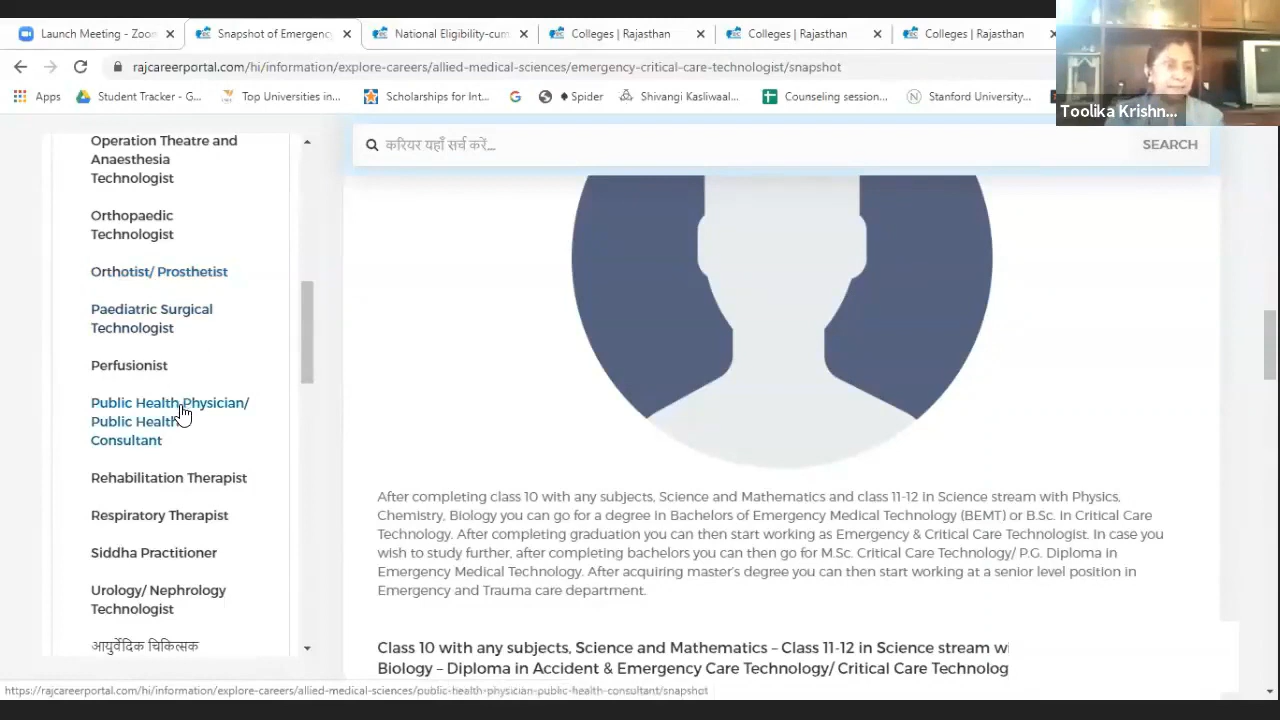 Launch Meeting - Zoo
Snapshot of Emergenc
National Eligibility-cum
Colleges | Rajasthan
Colleges | Rajasthan
Colleges | Rajasthan
rajcareerportal.com/hi/information/explore-careers/allied-medical-sciences/emergency-critical-care-technologist/snapshot
Apps
Student Tracker - G...
Top Universities in...
Scholarships for Int...
Spider
Shivangi Kasliwaal...
Counseling session...
Stanford University...
Toolika Krishn...
Operation Theatre and
Anaesthesia
Technologist
Orthopaedic
Technologist
Orthotist/ Prosthetist
Paediatric Surgical
Technologist
Perfusionist
Public Health Physician/
Public Health
Consultant
Rehabilitation Therapist
Respiratory Therapist
Siddha Practitioner
Urology/ Nephrology
Technologist
आयुर्वेदिक चिकित्सक
करियर यहाँ सर्च करें...
SEARCH
After completing class 10 with any subjects, Science and Mathematics and class 11-12 in Science stream with Physics,
Chemistry, Biology you can go for a degree in Bachelors of Emergency Medical Technology (BEMT) or B.Sc. in Critical Care
Technology. After completing graduation you can then start working as Emergency & Critical Care Technologist. In case you
wish to study further, after completing bachelors you can then go for M.Sc. Critical Care Technology/ P.G. Diploma in
Emergency Medical Technology. After acquiring master's degree you can then start working at a senior level position in
Emergency and Trauma care department.
Class 10 with any subjects, Science and Mathematics – Class 11-12 in Science stream wi
Biology – Diploma in Accident & Emergency Care Technology/ Critical Care Technolog
https://rajcareerportal.com/hi/information/explore-careers/allied-medical-sciences/public-health-physician-public-health-consultant/snapshot